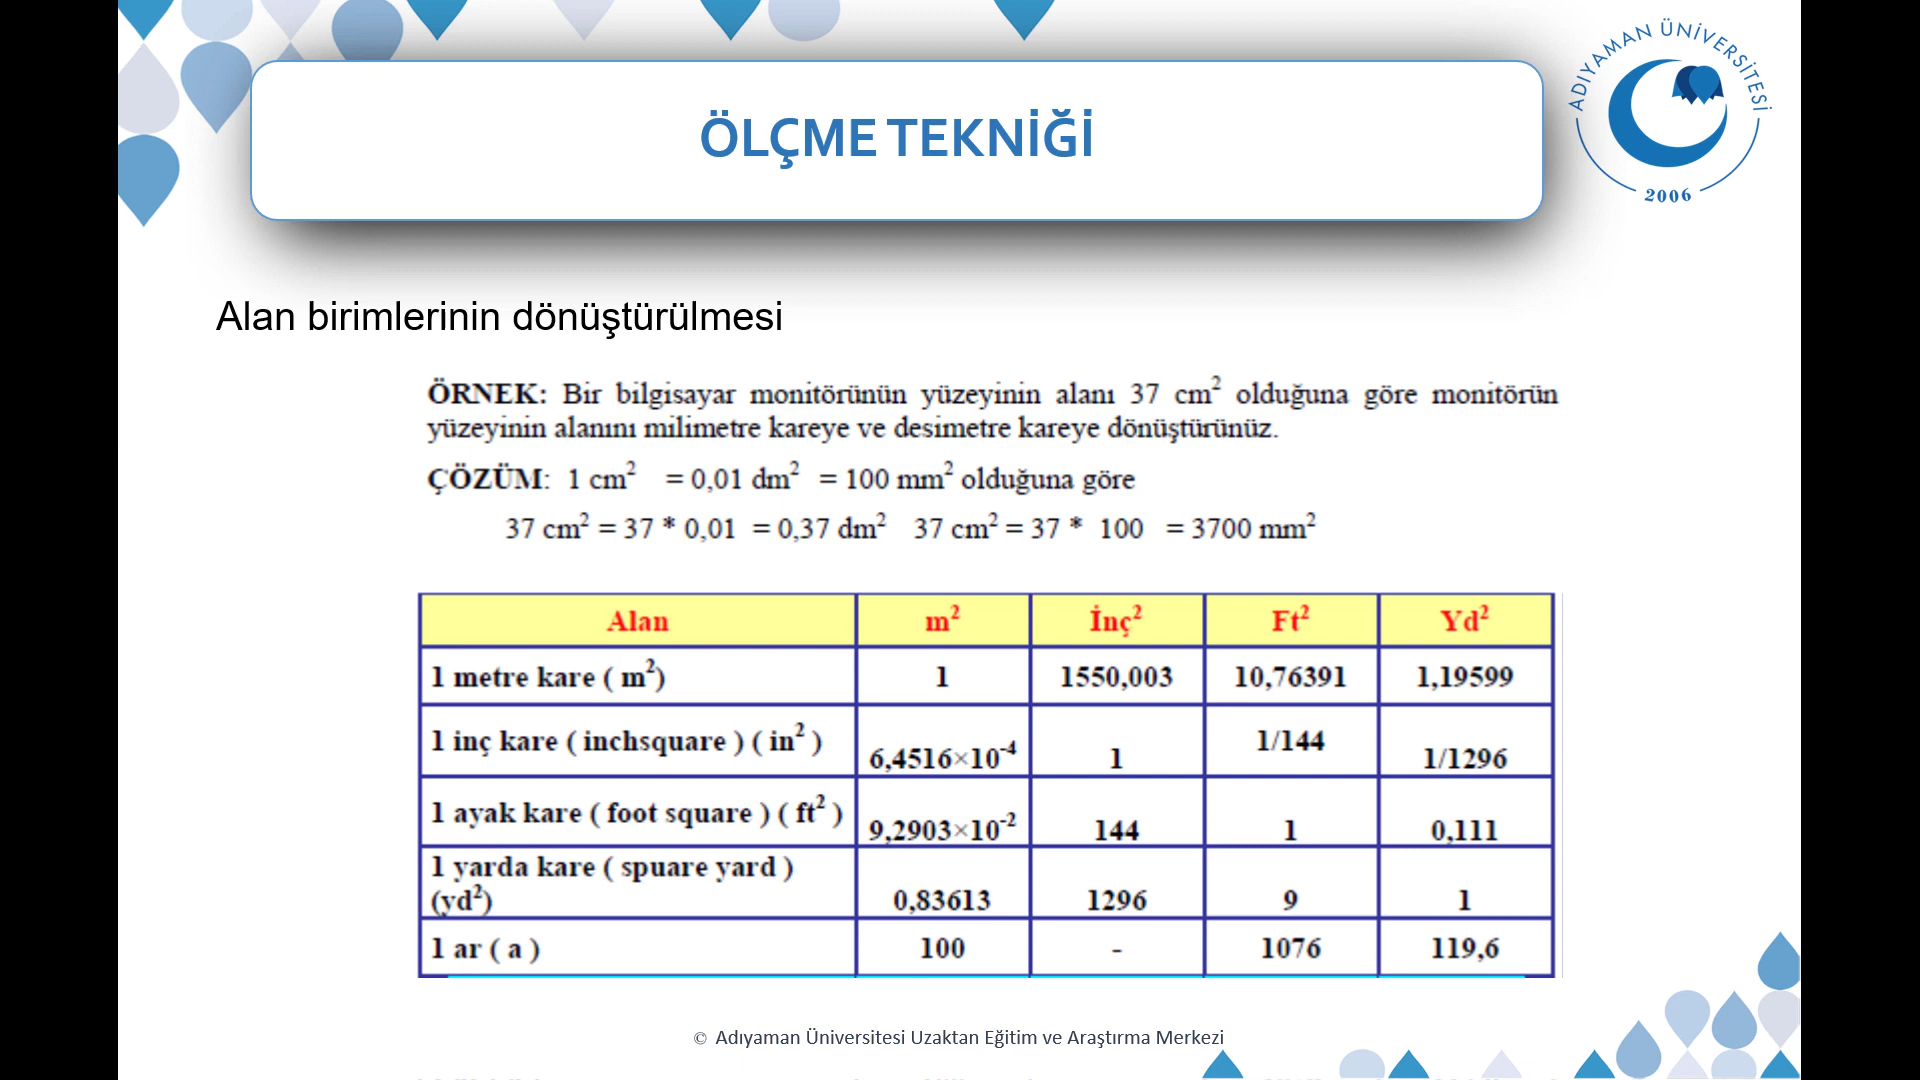 ADIYAMAN ÜNİVERSİTESİ
2006
ÖLÇME TEKNİĞİ
Alan birimlerinin dönüştürülmesi
ÖRNEK: Bir bilgisayar monitörünün yüzeyinin alanı 37 cm² olduğuna göre monitörün
yüzeyinin alanını milimetre kareye ve desimetre kareye dönüştürünüz.
ÇÖZÜM: 1 cm² = 0,01 dm² = 100 mm² olduğuna göre
37 cm² = 37 * 0,01 = 0,37 dm² 37 cm² = 37 * 100 = 3700 mm²
Alan m² İnç² Ft² Yd²
1 metre kare ( m²) 1 1550,003 10,76391 1,19599
1 inç kare ( inchsquare ) ( in² ) 6,4516×10⁻⁴ 1 1/144 1/1296
1 ayak kare ( foot square ) ( ft² ) 9,2903×10⁻² 144 1 0,111
1 yarda kare ( spuare yard )
(yd²) 0,83613 1296 9 1
1 ar ( a ) 100 - 1076 119,6
© Adıyaman Üniversitesi Uzaktan Eğitim ve Araştırma Merkezi